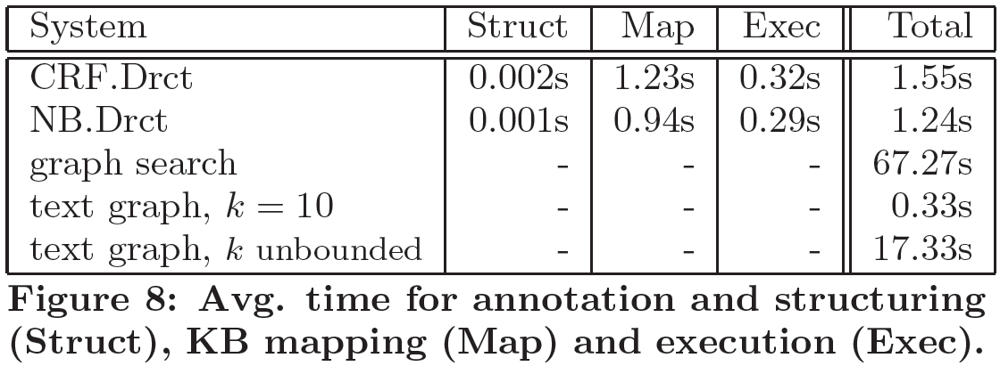 System Struct Map Exec Total
CRF.Drct 0.002s 1.23s 0.32s 1.55s
NB.Drct 0.001s 0.94s 0.29s 1.24s
graph search - - - 67.27s
text graph, k = 10 - - - 0.33s
text graph, k unbounded - - - 17.33s
Figure 8: Avg. time for annotation and structuring
(Struct), KB mapping (Map) and execution (Exec).